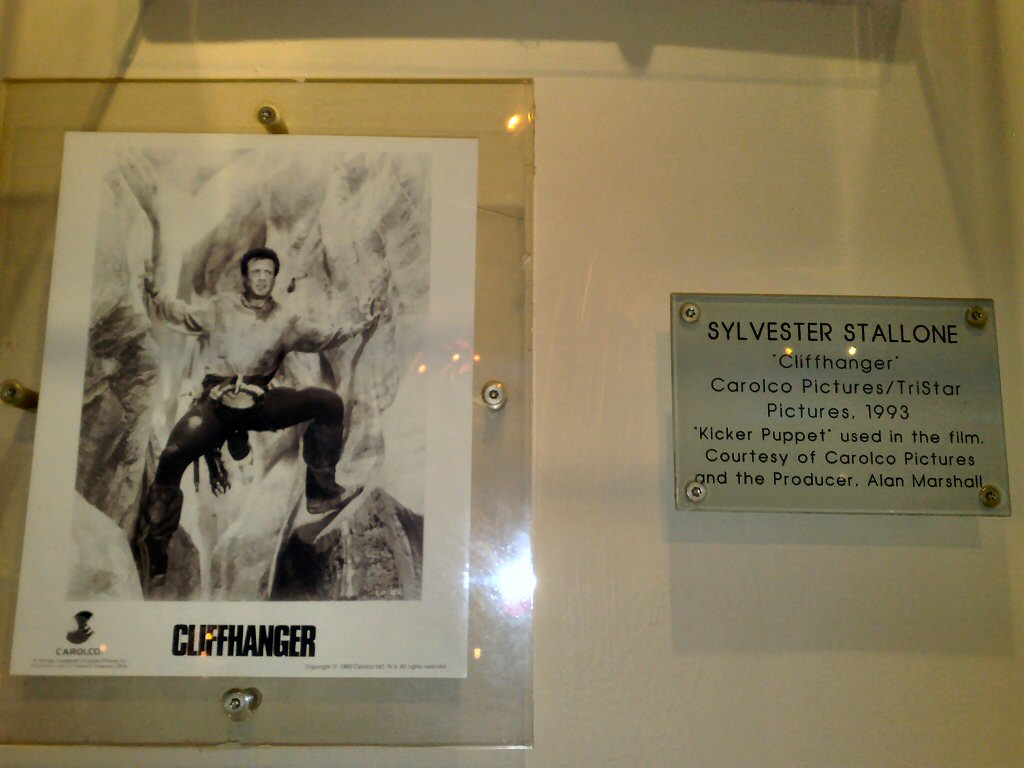 CAROLCO
CLIFFHANGER
SYLVESTER STALLONE
"Cliffhanger"
Carolco Pictures/TriStar
Pictures, 1993
"Kicker Puppet" used in the film.
Courtesy of Carolco Pictures
and the Producer, Alan Marshall